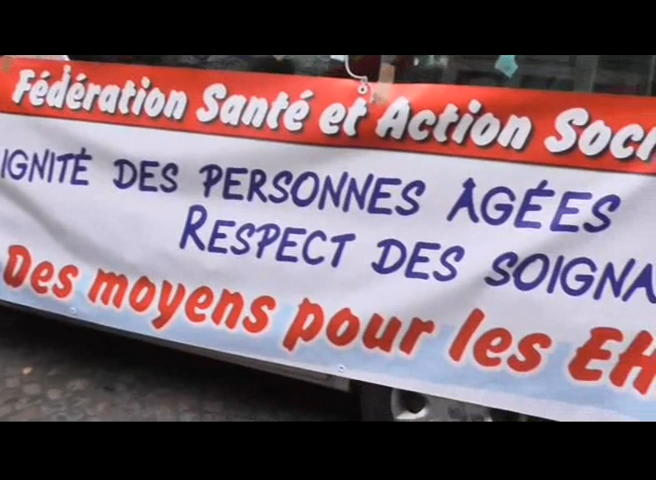 Fédération Santé et Action Soci
IGNITÉ DES PERSONNES ÂGÉES
RESPECT DES SOIGNA
Des moyens pour les EH